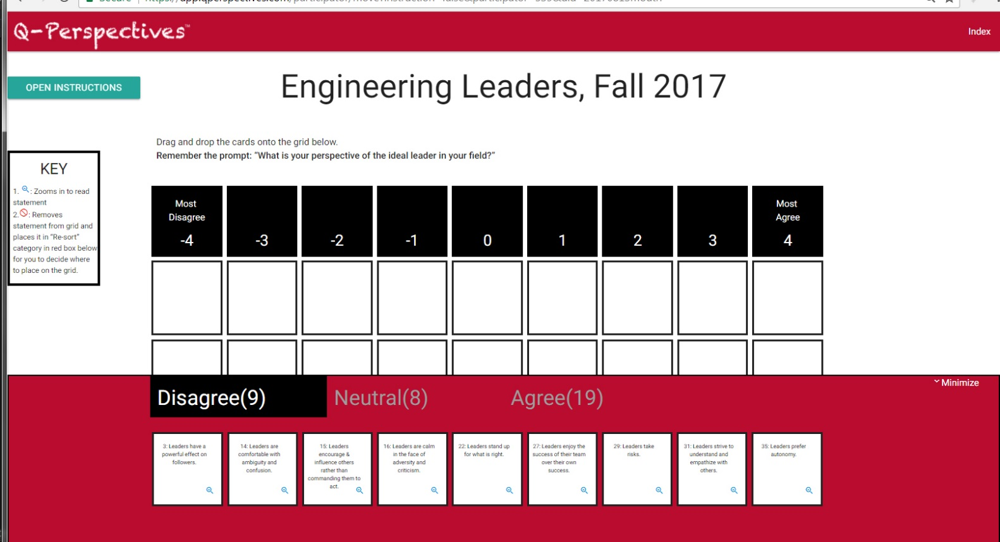 Q-Perspectives™
Index
OPEN INSTRUCTIONS
Engineering Leaders, Fall 2017
Drag and drop the cards onto the grid below.
Remember the prompt: “What is your perspective of the ideal leader in your field?”
KEY
1. : Zooms in to read
statement
2. : Removes
statement from grid and
places it in “Re-sort”
category in red box below
for you to decide where
to place on the grid.
Most
Disagree
-4
-3
-2
-1
0
1
2
3
Most
Agree
4
Minimize
Disagree(9)
Neutral(8)
Agree(19)
3: Leaders have a
powerful effect on
followers.
14: Leaders are
comfortable with
ambiguity and
confusion.
15: Leaders
encourage &
influence others
rather than
commanding them to
act.
16: Leaders are calm
in the face of
adversity and
criticism.
22: Leaders stand up
for what is right.
27: Leaders enjoy the
success of their team
over their own
success.
29: Leaders take
risks.
31: Leaders strive to
understand and
empathize with
others.
35: Leaders prefer
autonomy.